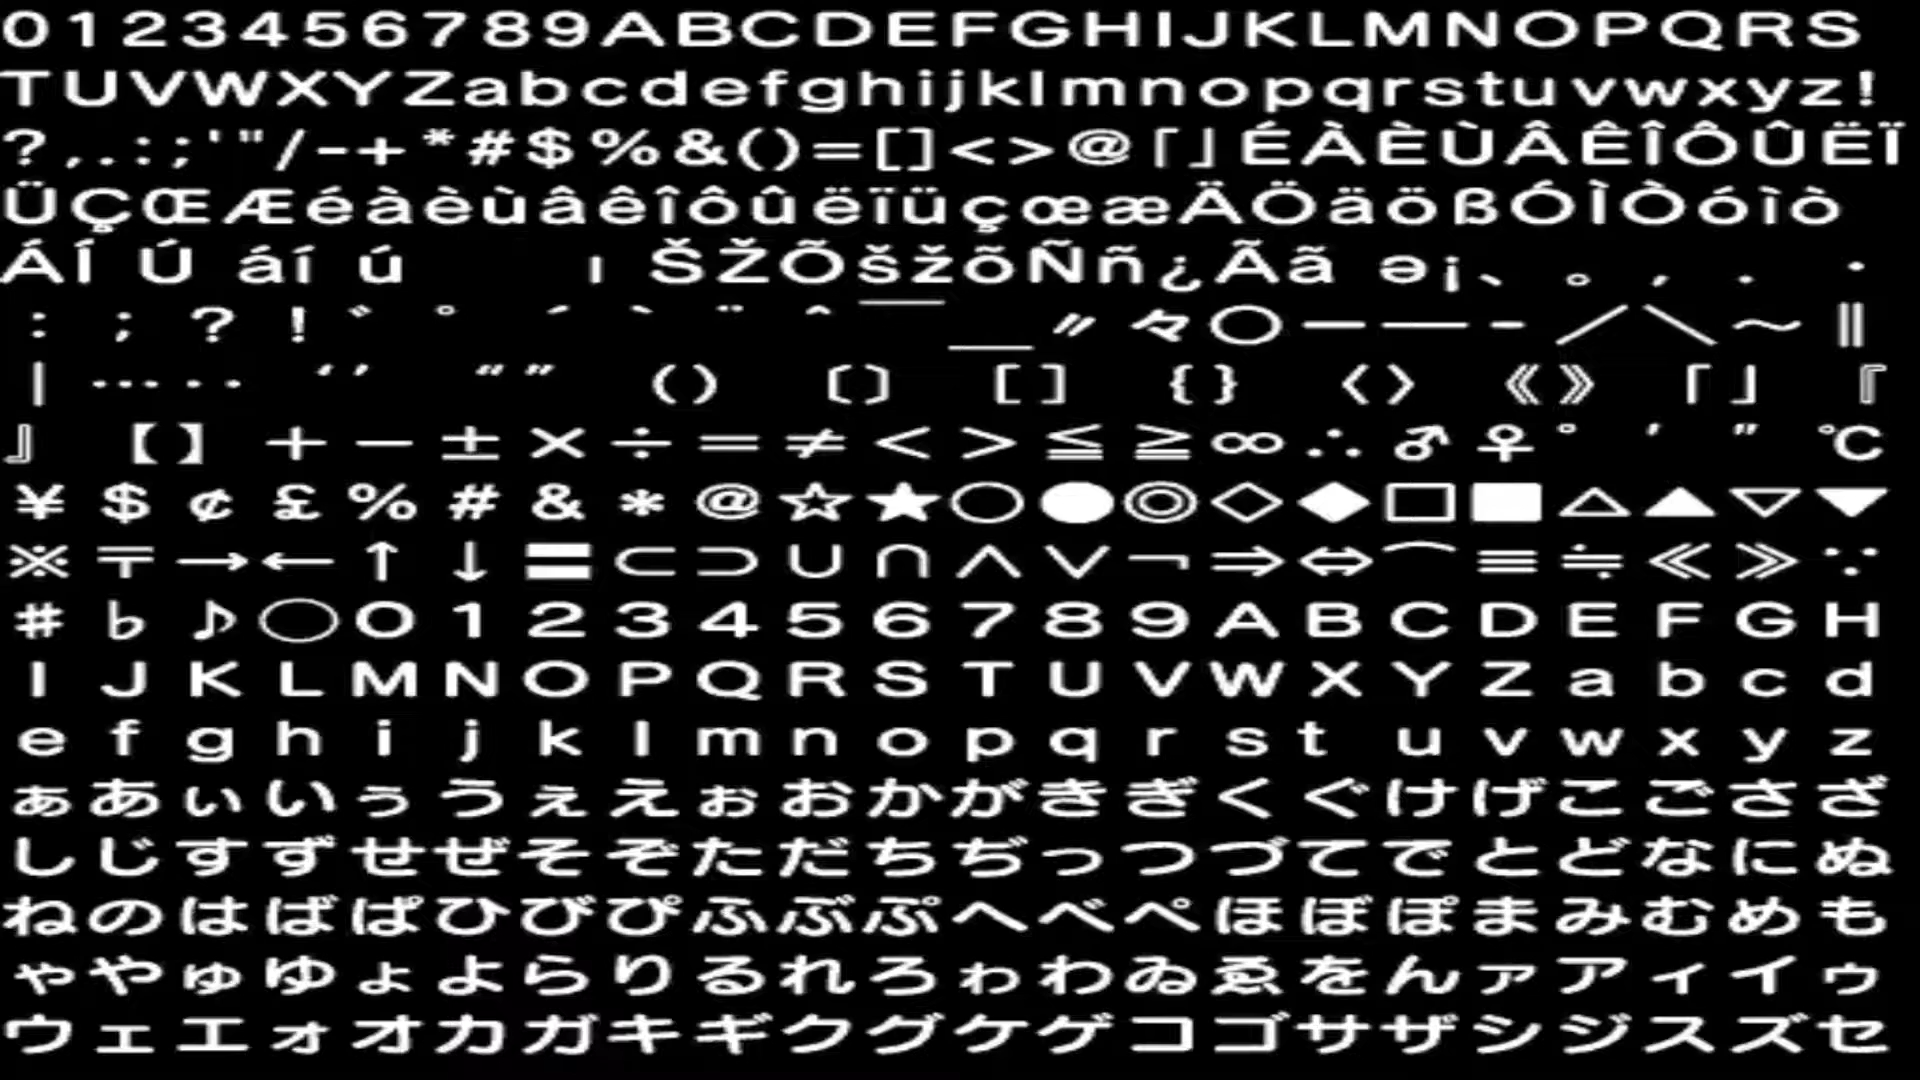 0123456789ABCDEFGHIJKLMNOPQRS
TUVWXYZabcdefghijklmnopqrstuvwxyz!
?,.:;'"/-+*#$%&()=[]<>@｢｣ÉÀÈÙÂÊÎÔÛËÏ
ÜÇŒÆéàèùâêîôûëïüçœæÄÖäößÓÌÒóìò
ÁÍ Ú áí ú ı ŠŽÕšžõÑñ¿Ãã ə¡、。，．・
：；？！゛゜´｀¨＾￣＿〃々〇ー—‐／＼～∥
｜…‥‘’“”（）〔〕［］｛｝〈〉《》「」『
』【】＋－±×÷＝≠＜＞≦≧∞∴♂♀°′″℃
￥＄￠￡％＃＆＊＠☆★○●◎◇◆□■△▲▽▼
※〒→←↑↓〓⊂⊃∪∩∧∨￢⇒⇔⌒≡≒≪≫∵
♯♭♪◯０１２３４５６７８９ＡＢＣＤＥＦＧＨ
ＩＪＫＬＭＮＯＰＱＲＳＴＵＶＷＸＹＺａｂｃｄ
ｅｆｇｈｉｊｋｌｍｎｏｐｑｒｓｔｕｖｗｘｙｚ
ぁあぃいぅうぇえぉおかがきぎくぐけげこごさざ
しじすずせぜそぞただちぢっつづてでとどなにぬ
ねのはばぱひびぴふぶぷへべぺほぼぽまみむめも
ゃやゅゆょよらりるれろゎわゐゑをんァアィイゥ
ウェエォオカガキギクグケゲコゴサザシジスズセ